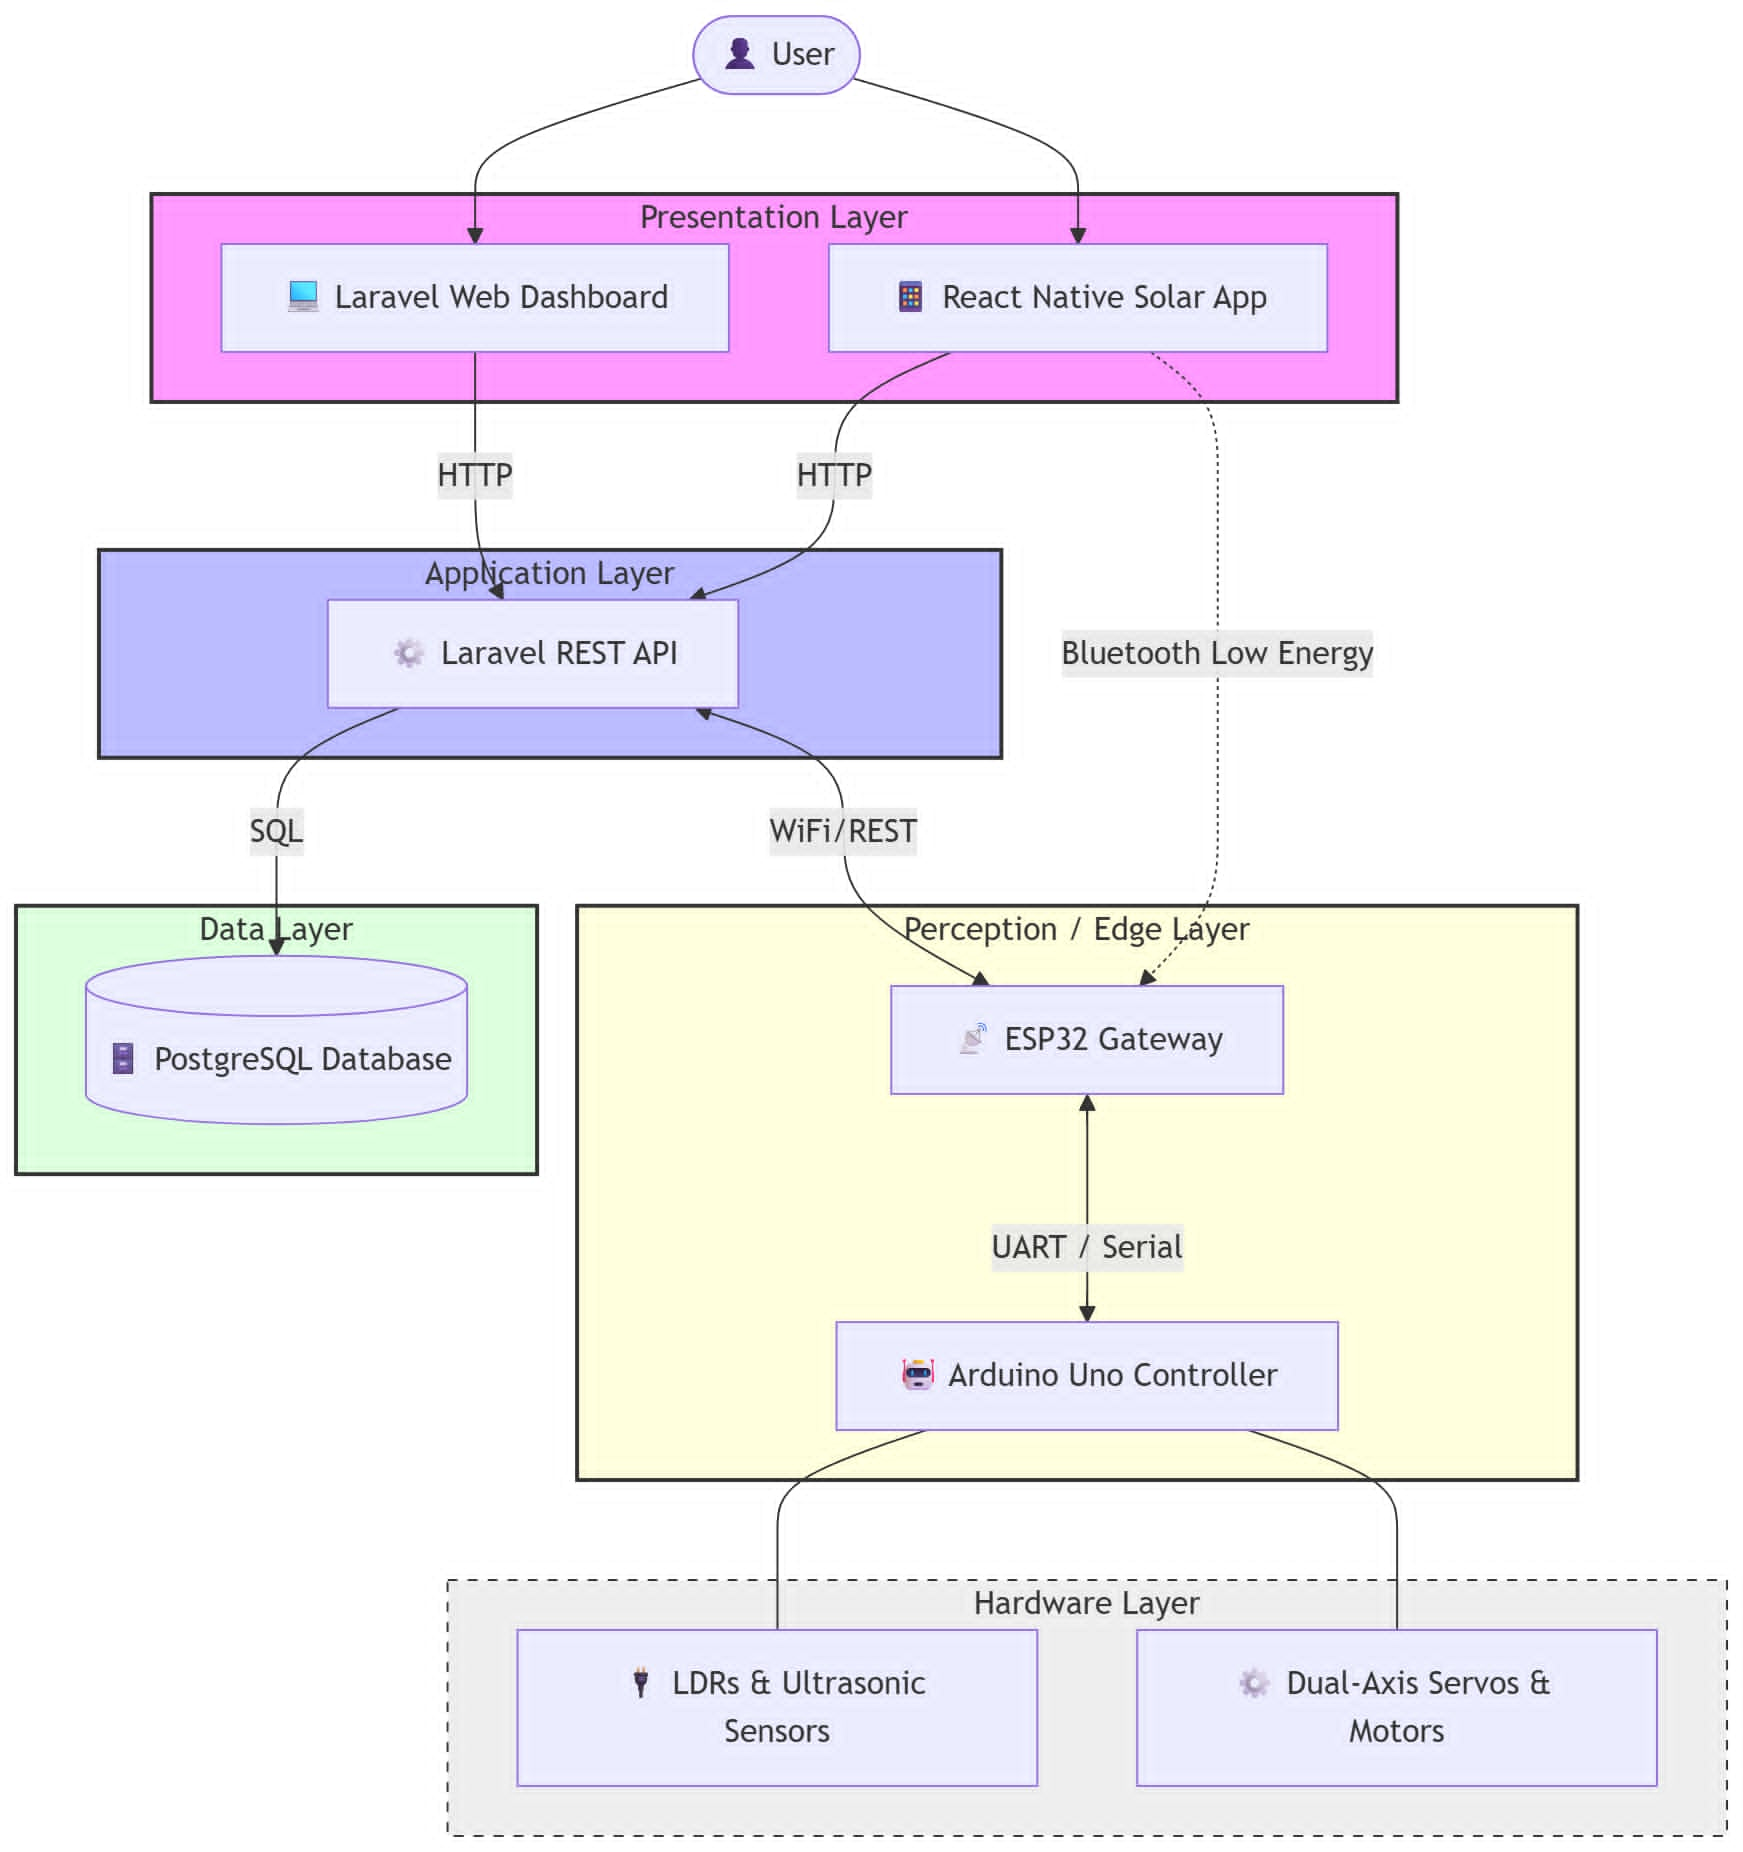 User
Presentation Layer
Laravel Web Dashboard
React Native Solar App
HTTP
HTTP
Application Layer
Laravel REST API
Bluetooth Low Energy
SQL
WiFi/REST
Data Layer
Perception / Edge Layer
ESP32 Gateway
PostgreSQL Database
UART / Serial
Arduino Uno Controller
Hardware Layer
LDRs & Ultrasonic
Sensors
Dual-Axis Servos &
Motors